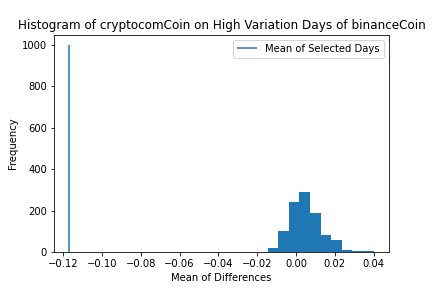 Histogram of cryptocomCoin on High Variation Days of binanceCoin
Mean of Selected Days
1000
800
600
400
200
0
Frequency
−0.12 −0.10 −0.08 −0.06 −0.04 −0.02 0.00 0.02 0.04
Mean of Differences